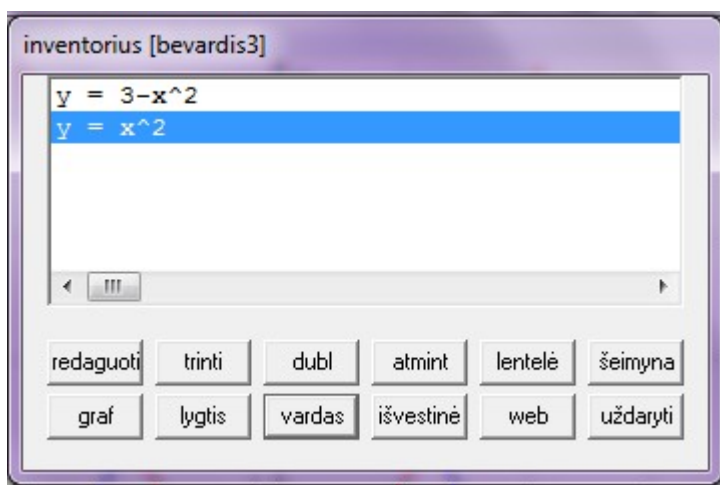 inventorius [bevardis3]
y = 3-x^2
y = x^2
redaguoti trinti dubl atmint lentelė šeimyna
graf lygtis vardas išvestinė web uždaryti